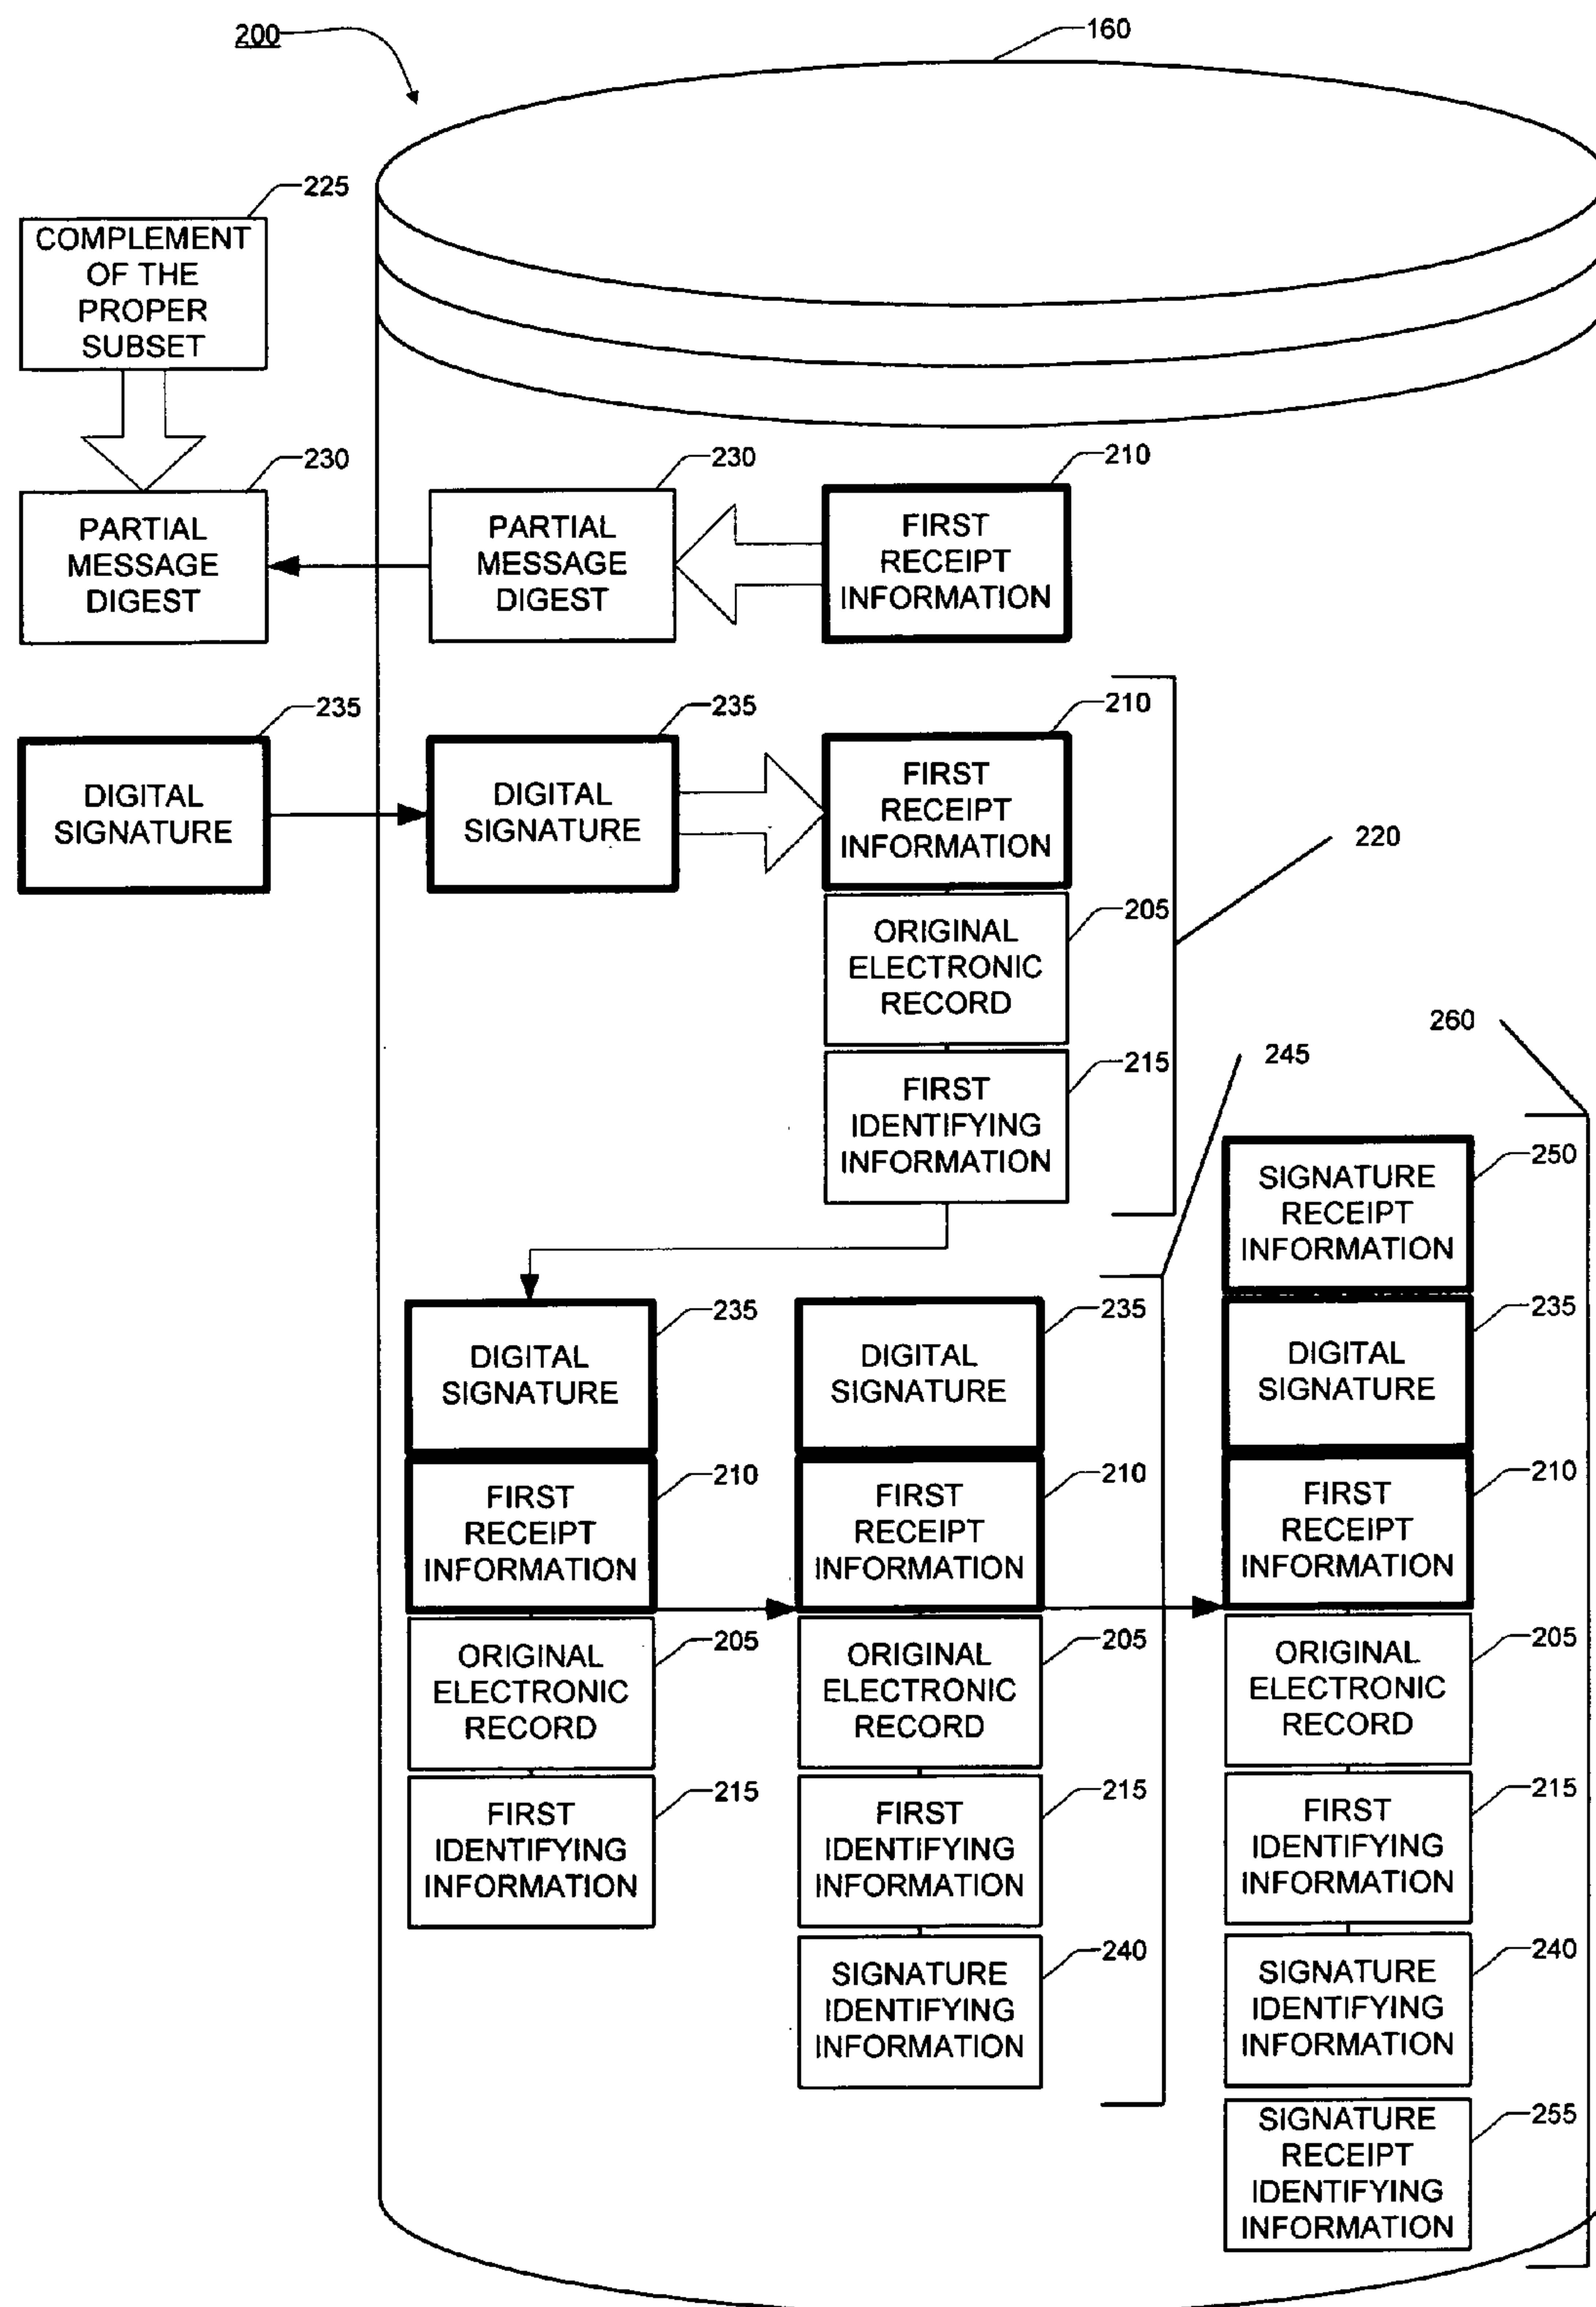 200
160
225
COMPLEMENT
OF THE
PROPER
SUBSET
230
PARTIAL
MESSAGE
DIGEST
230
PARTIAL
MESSAGE
DIGEST
210
FIRST
RECEIPT
INFORMATION
235
DIGITAL
SIGNATURE
235
DIGITAL
SIGNATURE
210
FIRST
RECEIPT
INFORMATION
220
205
ORIGINAL
ELECTRONIC
RECORD
215
FIRST
IDENTIFYING
INFORMATION
245
260
235
DIGITAL
SIGNATURE
210
FIRST
RECEIPT
INFORMATION
205
ORIGINAL
ELECTRONIC
RECORD
215
FIRST
IDENTIFYING
INFORMATION
235
DIGITAL
SIGNATURE
210
FIRST
RECEIPT
INFORMATION
205
ORIGINAL
ELECTRONIC
RECORD
215
FIRST
IDENTIFYING
INFORMATION
240
SIGNATURE
IDENTIFYING
INFORMATION
250
SIGNATURE
RECEIPT
INFORMATION
235
DIGITAL
SIGNATURE
210
FIRST
RECEIPT
INFORMATION
205
ORIGINAL
ELECTRONIC
RECORD
215
FIRST
IDENTIFYING
INFORMATION
240
SIGNATURE
IDENTIFYING
INFORMATION
255
SIGNATURE
RECEIPT
IDENTIFYING
INFORMATION